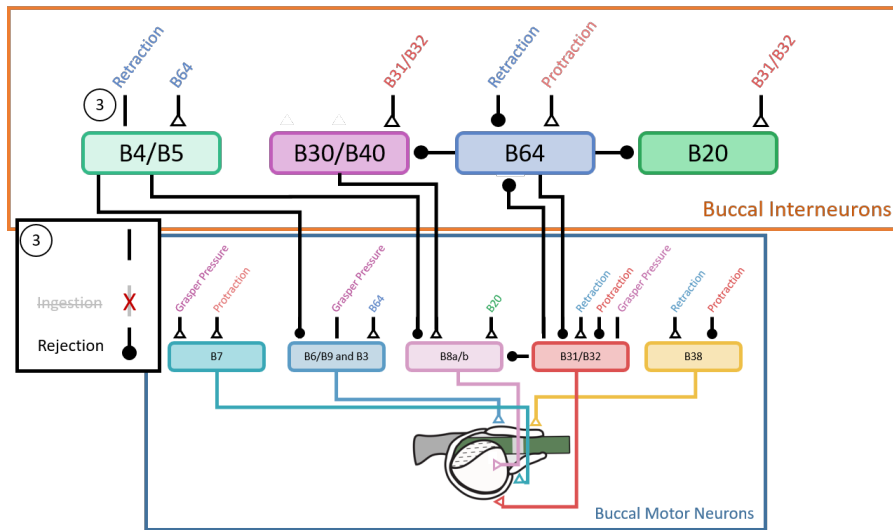 Retraction
B64
B31/B32
Retraction
Protraction
B31/B32
3
B4/B5
B30/B40
B64
B20
Buccal Interneurons
3
Ingestion
X
Rejection
Grasper Pressure
Protraction
Grasper Pressure
B64
B20
Retraction
Protraction
Grasper Pressure
Retraction
Protraction
B7
B6/B9 and B3
B8a/b
B31/B32
B38
Buccal Motor Neurons